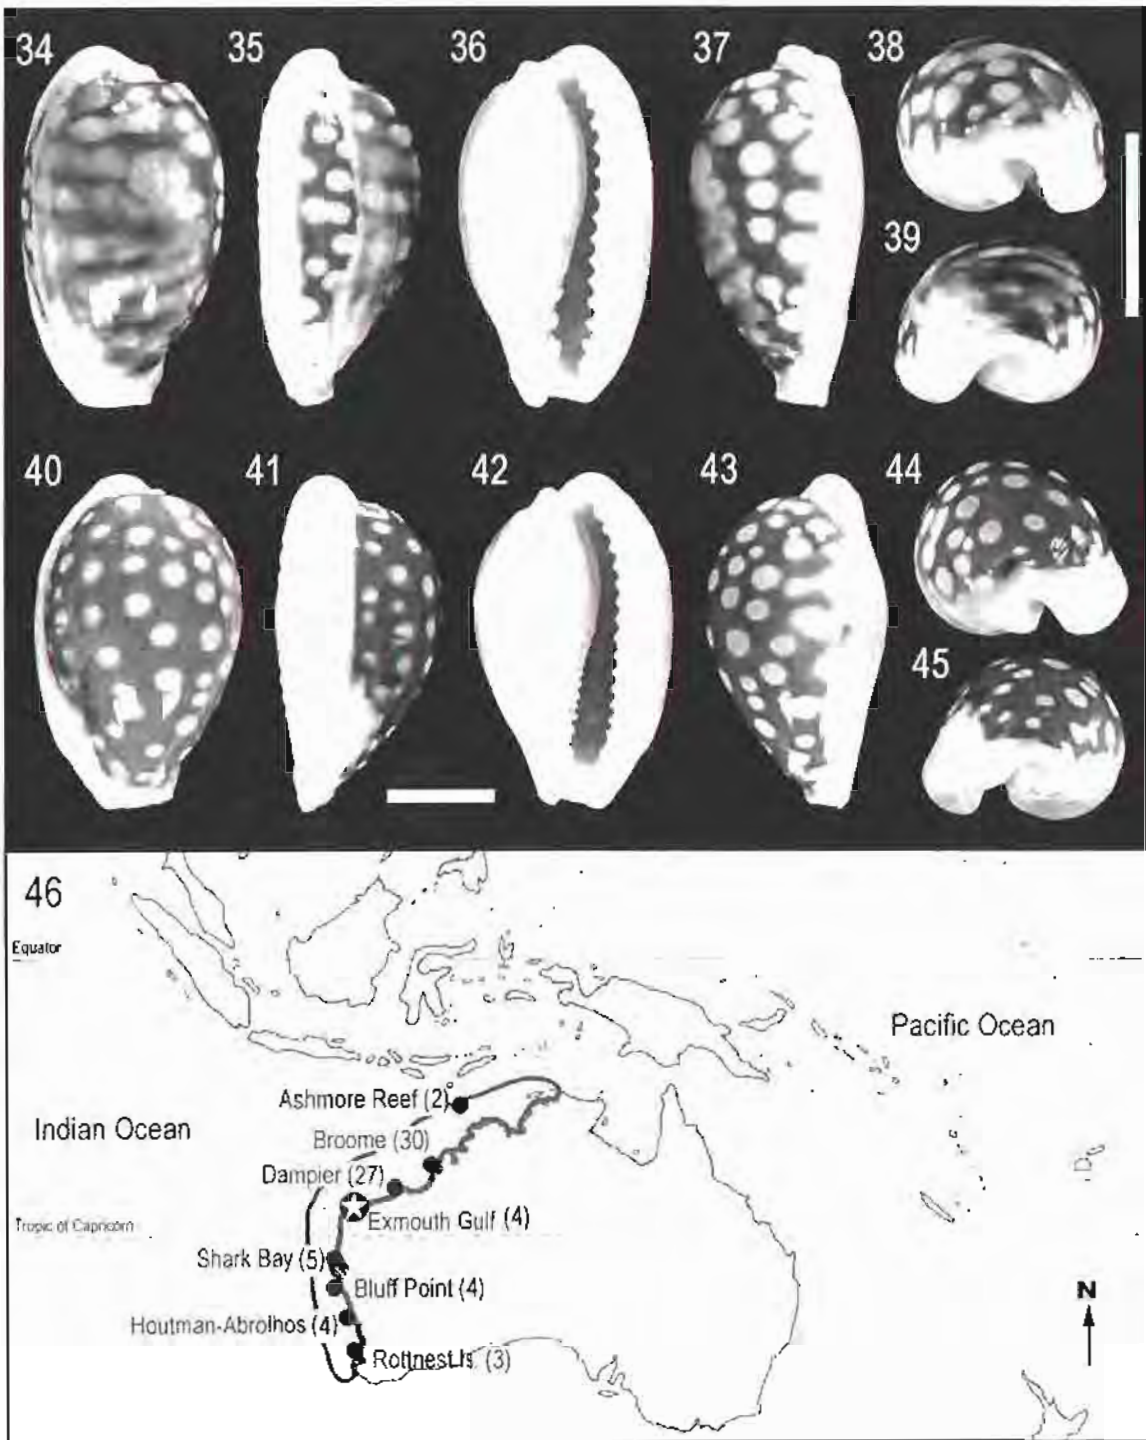 34
35
36
37
38
39
40
41
42
43
44
45
46
Equator
Pacific Ocean
Ashmore Reef (2)
Indian Ocean
Broome (30)
Dampier (27)
Exmouth Gulf (4)
Tropic of Capricorn
Shark Bay (5)
Bluff Point (4)
N
Houtman-Abrolhos (4)
Rottnest Is. (3)